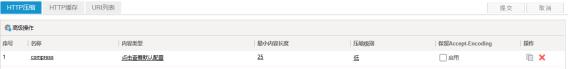 HTTP压缩 HTTP缓存 URI列表 提交 取消
高级操作
序号 名称 内容类型 最小内容长度 压缩级别 保留Accept-Encoding 操作
1 compress 点击查看默认配置 25 低 启用